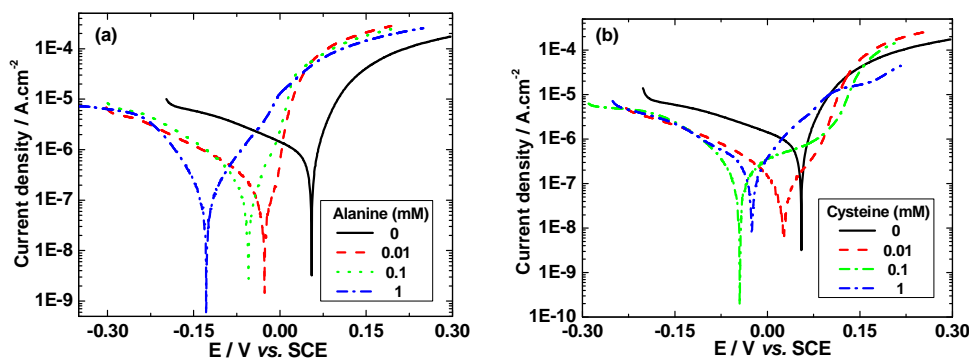 (a)
Current density / A.cm-2
1E-4
1E-5
1E-6
1E-7
1E-8
1E-9
Alanine (mM)
0
0.01
0.1
1
-0.30 -0.15 0.00 0.15 0.30
E / V vs. SCE
(b)
Current density / A.cm-2
1E-4
1E-5
1E-6
1E-7
1E-8
1E-9
1E-10
Cysteine (mM)
0
0.01
0.1
1
-0.30 -0.15 0.00 0.15 0.30
E / V vs. SCE